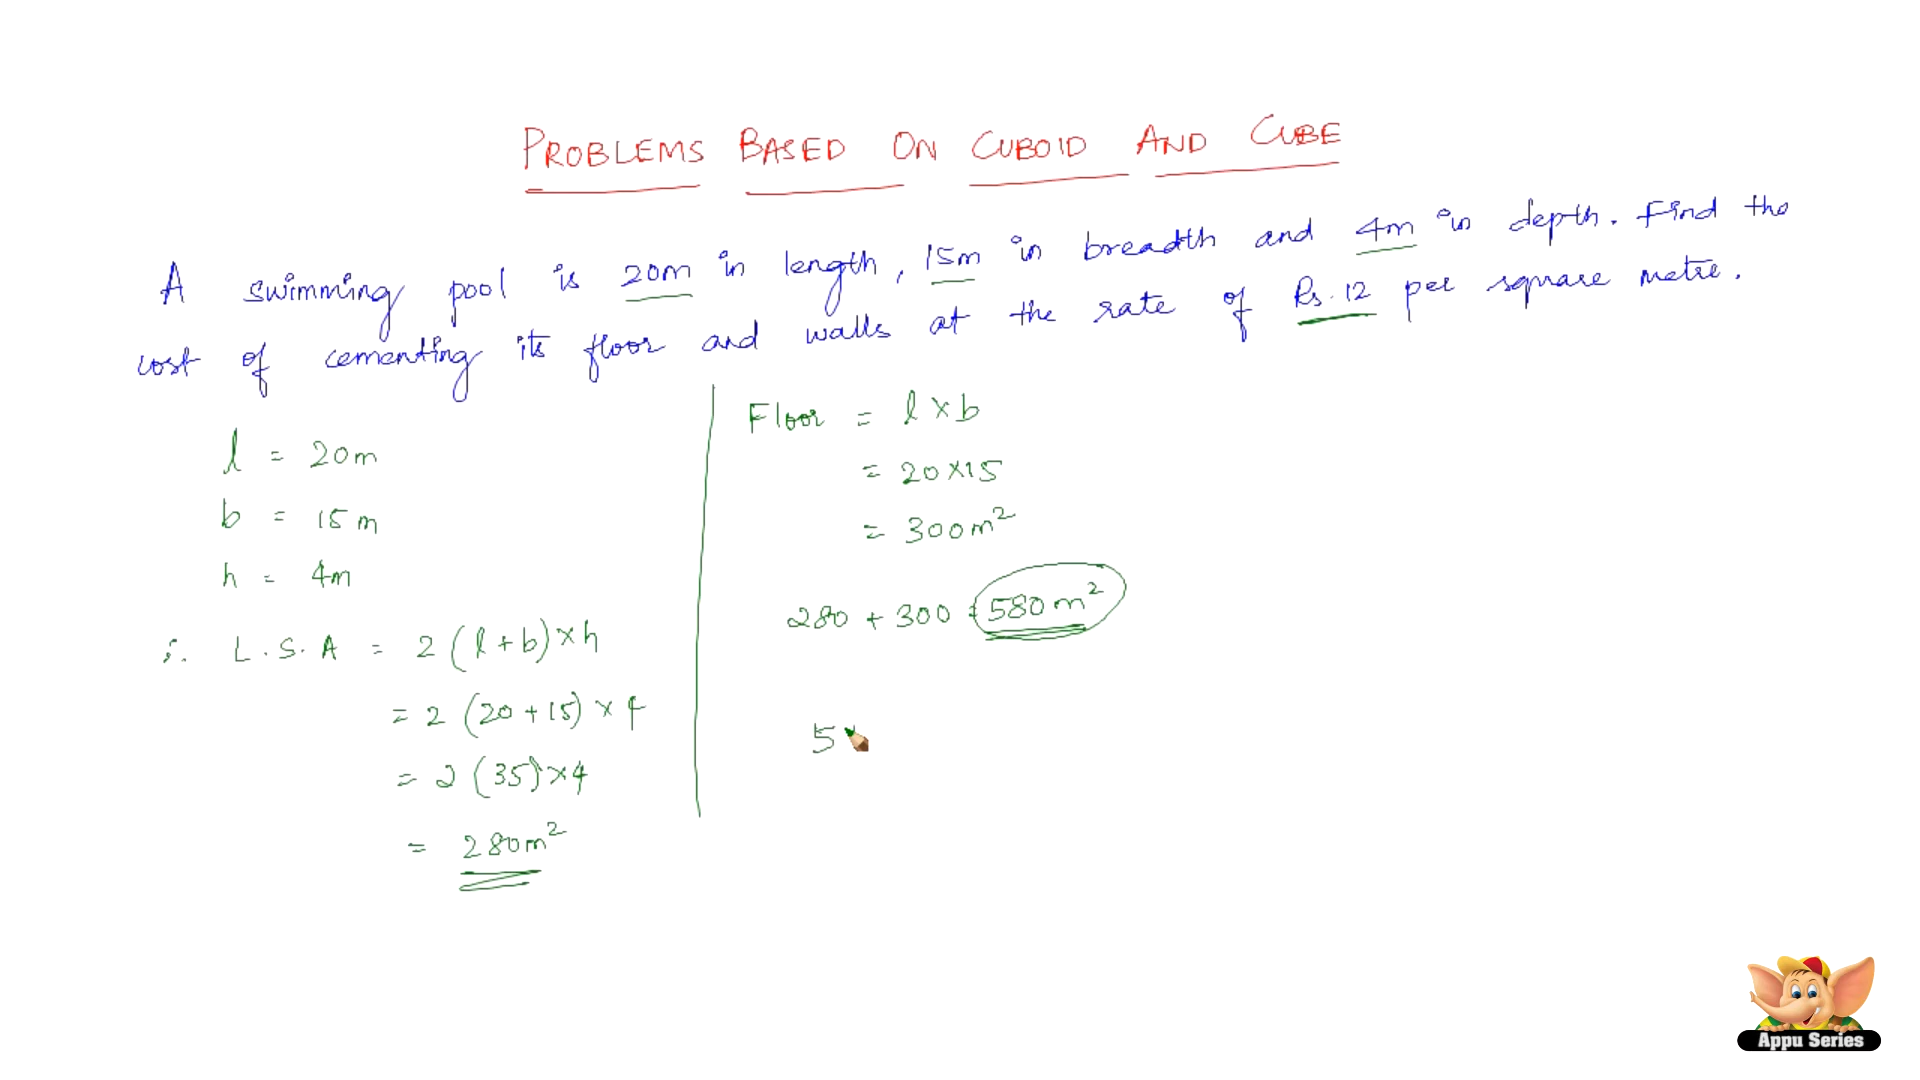 PROBLEMS BASED ON CUBOID AND CUBE
A swimming pool is 20m in length, 15m in breadth and 4m in depth. Find the
cost of cementing its floor and walls at the rate of Rs. 12 per square metre.
l = 20m
b = 15m
h = 4m
∴ L.S.A = 2(l+b)×h
= 2(20+15)×4
= 2(35)×4
= 280m²
Floor = l×b
= 20×15
= 300m²
280 + 300 = 580m²
5
Appu Series